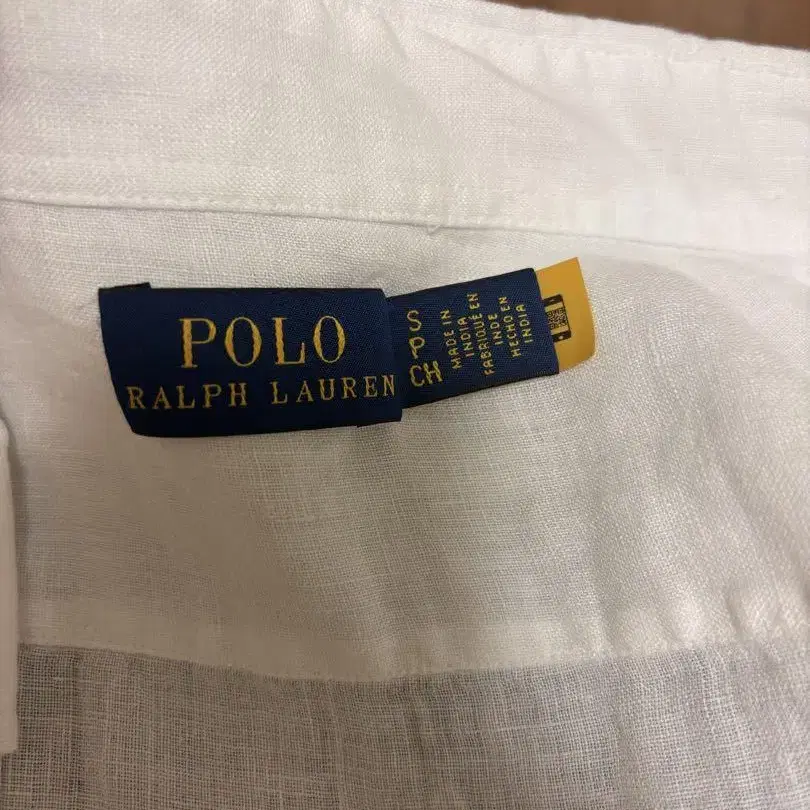 POLO
RALPH LAUREN
S
P
CH
MADE IN
INDIA
FABRIQUÉ EN
INDE
HECHO EN
INDIA